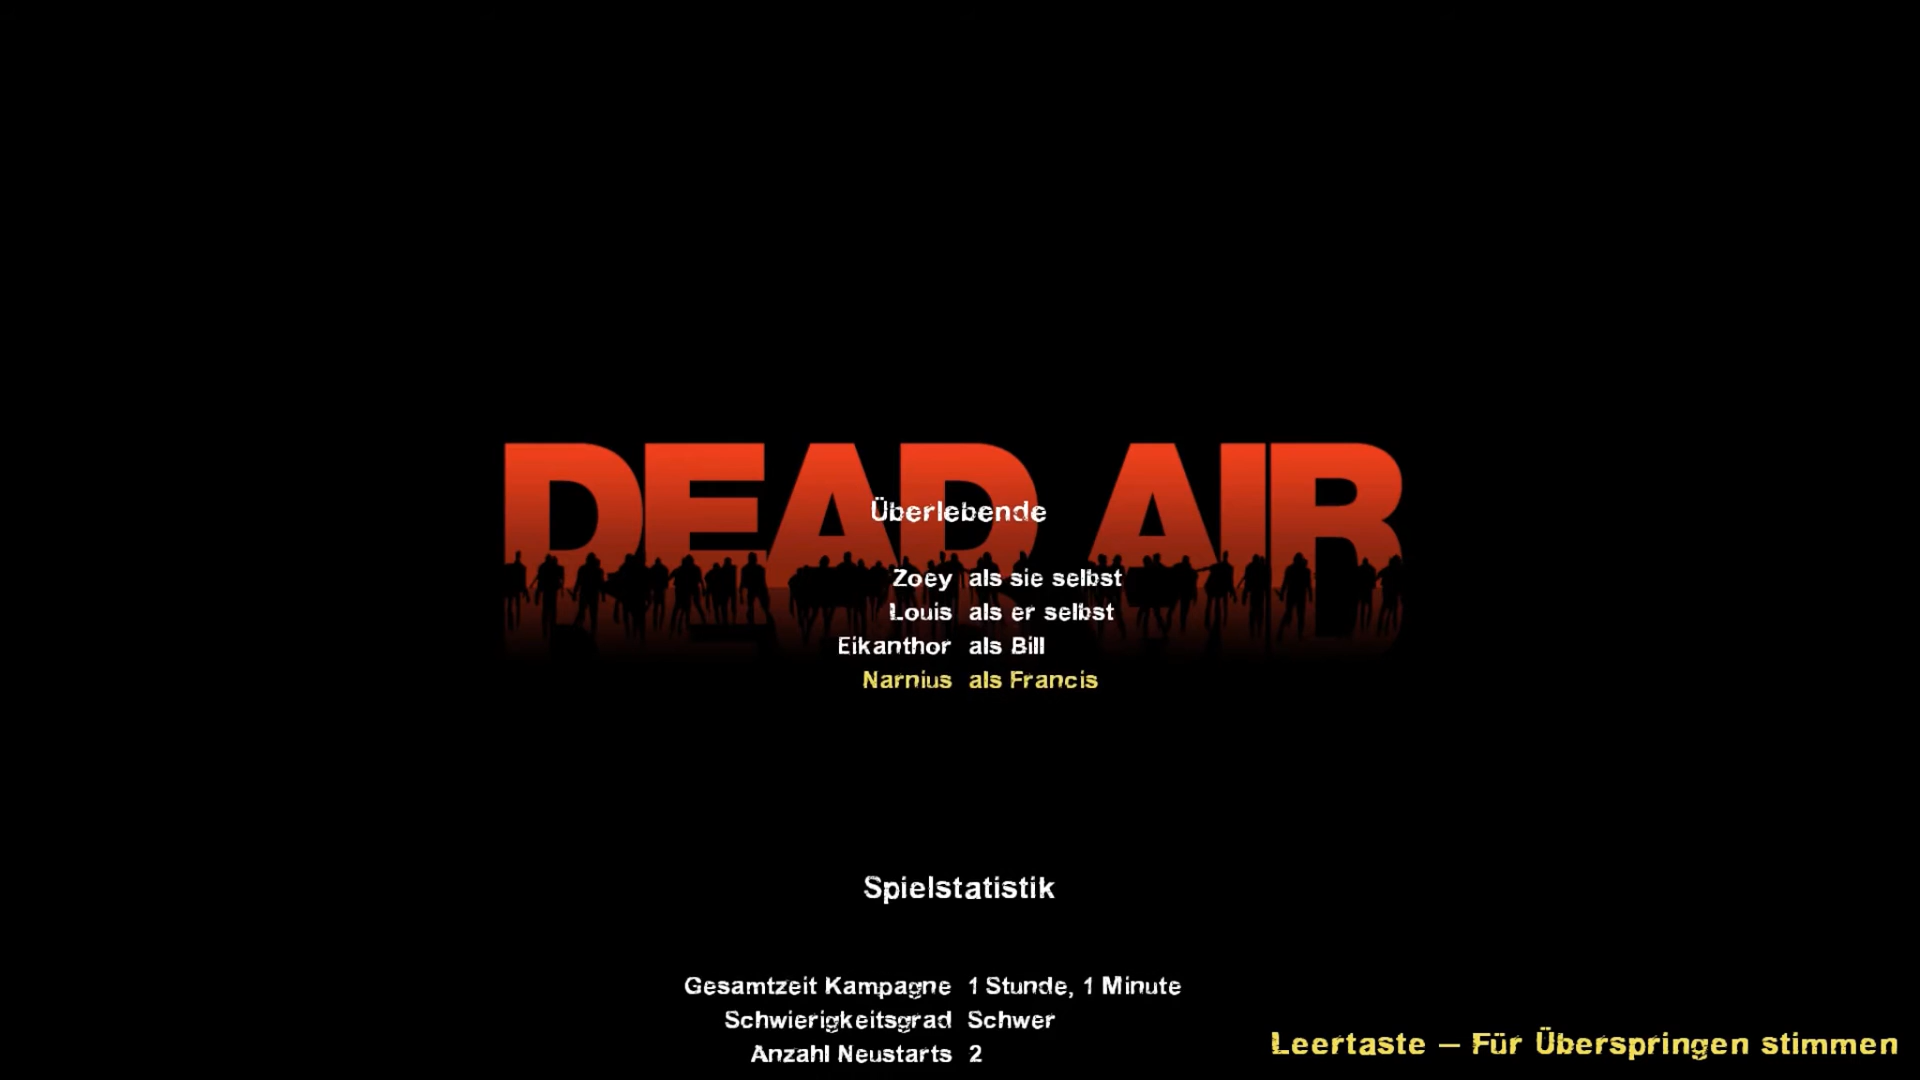 DEAD AIR
Überlebende
Zoey als sie selbst
Louis als er selbst
Eikanthor als Bill
Narnius als Francis
Spielstatistik
Gesamtzeit Kampagne 1 Stunde, 1 Minute
Schwierigkeitsgrad Schwer
Anzahl Neustarts 2
Leertaste – Für Überspringen stimmen